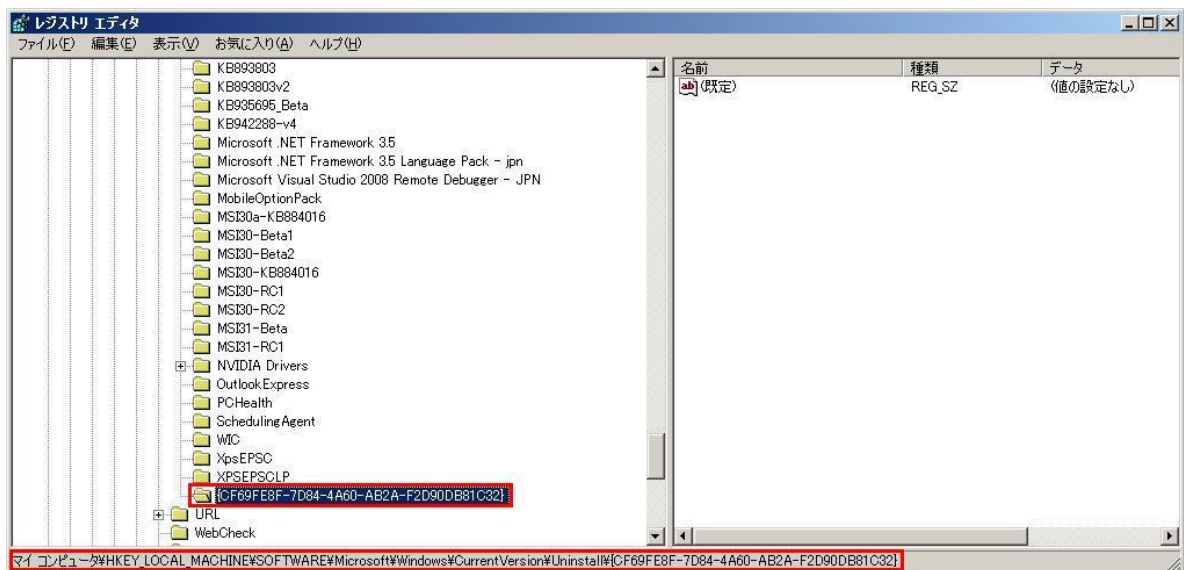 レジストリ エディタ
ファイル(F) 編集(E) 表示(V) お気に入り(A) ヘルプ(H)
KB893803
KB893803v2
KB935695_Beta
KB942288-v4
Microsoft .NET Framework 3.5
Microsoft .NET Framework 3.5 Language Pack - jpn
Microsoft Visual Studio 2008 Remote Debugger - JPN
MobileOptionPack
MSI30a-KB884016
MSI30-Beta1
MSI30-Beta2
MSI30-KB884016
MSI30-RC1
MSI30-RC2
MSI31-Beta
MSI31-RC1
NVIDIA Drivers
OutlookExpress
PCHealth
SchedulingAgent
WIC
XpsEPSC
XPSEPSCLP
{CF69FE8F-7D84-4A60-AB2A-F2D90DB81C32}
URL
WebCheck
名前 種類 データ
ab (既定) REG_SZ (値の設定なし)
マイ コンピュータ¥HKEY_LOCAL_MACHINE¥SOFTWARE¥Microsoft¥Windows¥CurrentVersion¥Uninstall¥{CF69FE8F-7D84-4A60-AB2A-F2D90DB81C32}